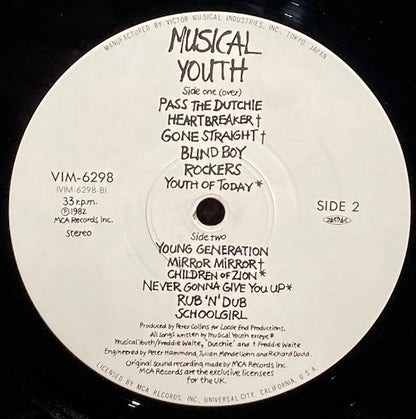 MANUFACTURED BY VICTOR MUSICAL INDUSTRIES, INC., TOKYO, JAPAN
MUSICAL
YOUTH
Side one (over)
PASS THE DUTCHIE
HEARTBREAKER†
GONE STRAIGHT†
BLIND BOY
ROCKERS
YOUTH OF TODAY*
VIM-6298
(VIM-6298-B)
33 r.p.m.
Ⓟ1982
MCA Records Inc.
Stereo
SIDE 2
Side two
YOUNG GENERATION
MIRROR MIRROR†
CHILDREN OF ZION*
NEVER GONNA GIVE YOU UP*
RUB 'N' DUB
SCHOOLGIRL
Produced by Peter Collins for Loose End Productions.
All songs written by Musical Youth except*
Musical Youth/Freddie Waite, 'Dutchie' and † Freddie Waite
Engineered by Peter Hammond, Julian Mendelsohn and Richard Dodd.
Original sound recording made by MCA Records Inc.
MCA Records are the exclusive licensees
for the UK.
LICENSED BY MCA RECORDS, INC., UNIVERSAL CITY, CALIFORNIA, U.S.A.